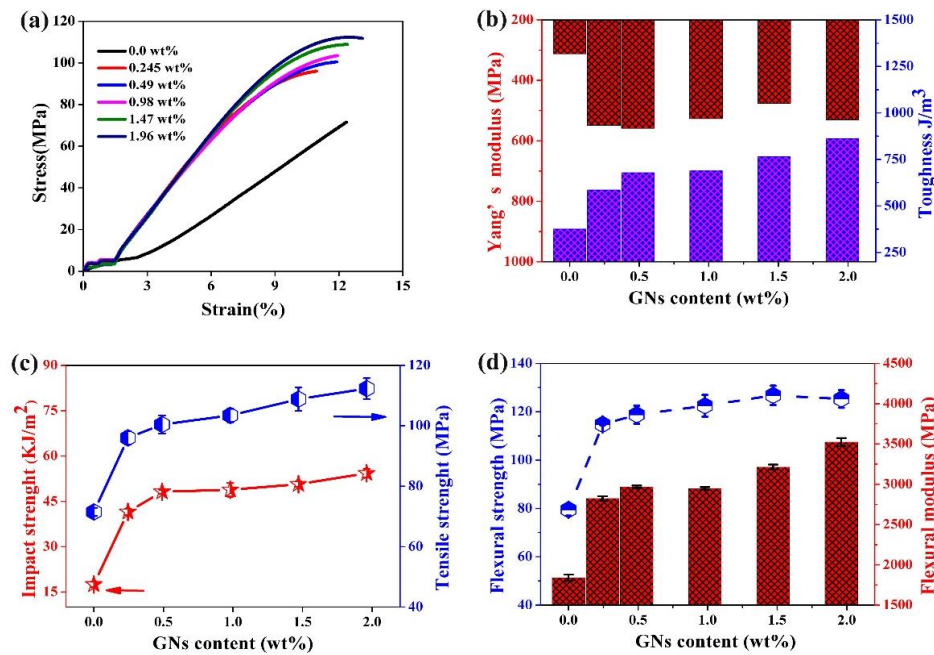 (a)
120
100
80
60
40
20
0
Stress(MPa)
0.0 wt%
0.245 wt%
0.49 wt%
0.98 wt%
1.47 wt%
1.96 wt%
0 3 6 9 12 15
Strain(%)
(b)
200
400
600
800
1000
Yang’ s modulus (MPa)
1500
1250
1000
750
500
250
Toughness J/m³
0.0 0.5 1.0 1.5 2.0
GNs content (wt%)
(c)
90
75
60
45
30
15
Impact strenght (KJ/m²)
120
100
80
60
40
Tensile strenght (MPa)
0.0 0.5 1.0 1.5 2.0
GNs content (wt%)
(d)
140
120
100
80
60
40
Flexural strength (MPa)
4500
4000
3500
3000
2500
2000
1500
Flexural modulus (MPa)
0.0 0.5 1.0 1.5 2.0
GNs content (wt%)